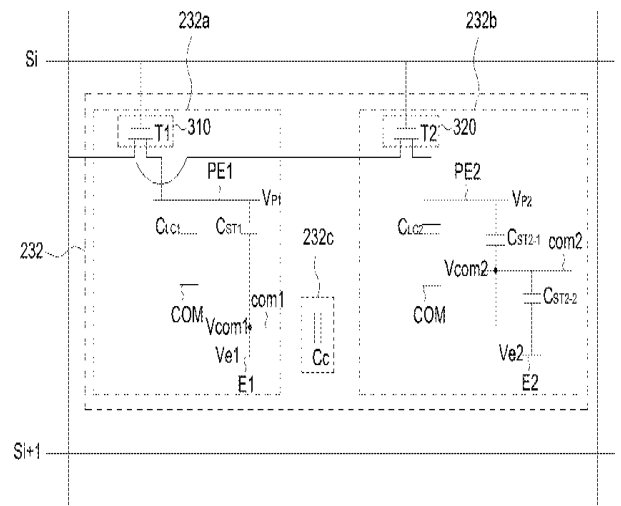 232a
232b
Si
T1
310
T2
320
PE1
VP1
PE2
VP2
CLC1
CST1
CLC2
CST2-1
232
232c
com2
Vcom2
CST2-2
COM
com1
COM
Vcom1
Ve1
Cc
Ve2
E1
E2
Si+1